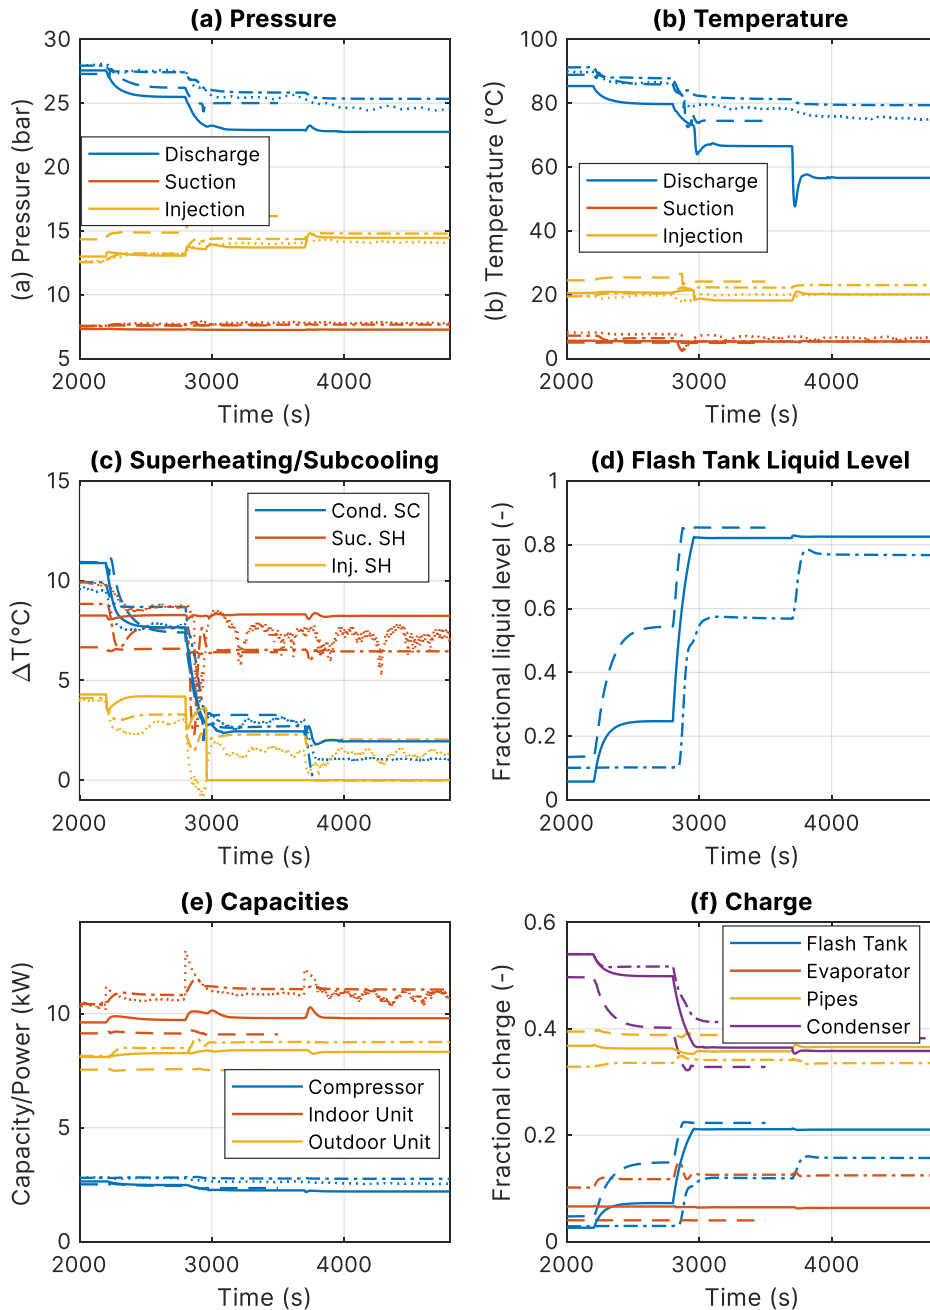 (a) Pressure
30
25
20
15
10
5
(a) Pressure (bar)
Discharge
Suction
Injection
2000 3000 4000
Time (s)
(b) Temperature
100
80
60
40
20
0
(b) Temperature (°C)
Discharge
Suction
Injection
2000 3000 4000
Time (s)
(c) Superheating/Subcooling
15
10
5
0
ΔT(°C)
Cond. SC
Suc. SH
Inj. SH
2000 3000 4000
Time (s)
(d) Flash Tank Liquid Level
1
0.8
0.6
0.4
0.2
0
Fractional liquid level (-)
2000 3000 4000
Time (s)
(e) Capacities
10
5
0
Capacity/Power (kW)
Compressor
Indoor Unit
Outdoor Unit
2000 3000 4000
Time (s)
(f) Charge
0.6
0.4
0.2
0
Fractional charge (-)
Flash Tank
Evaporator
Pipes
Condenser
2000 3000 4000
Time (s)